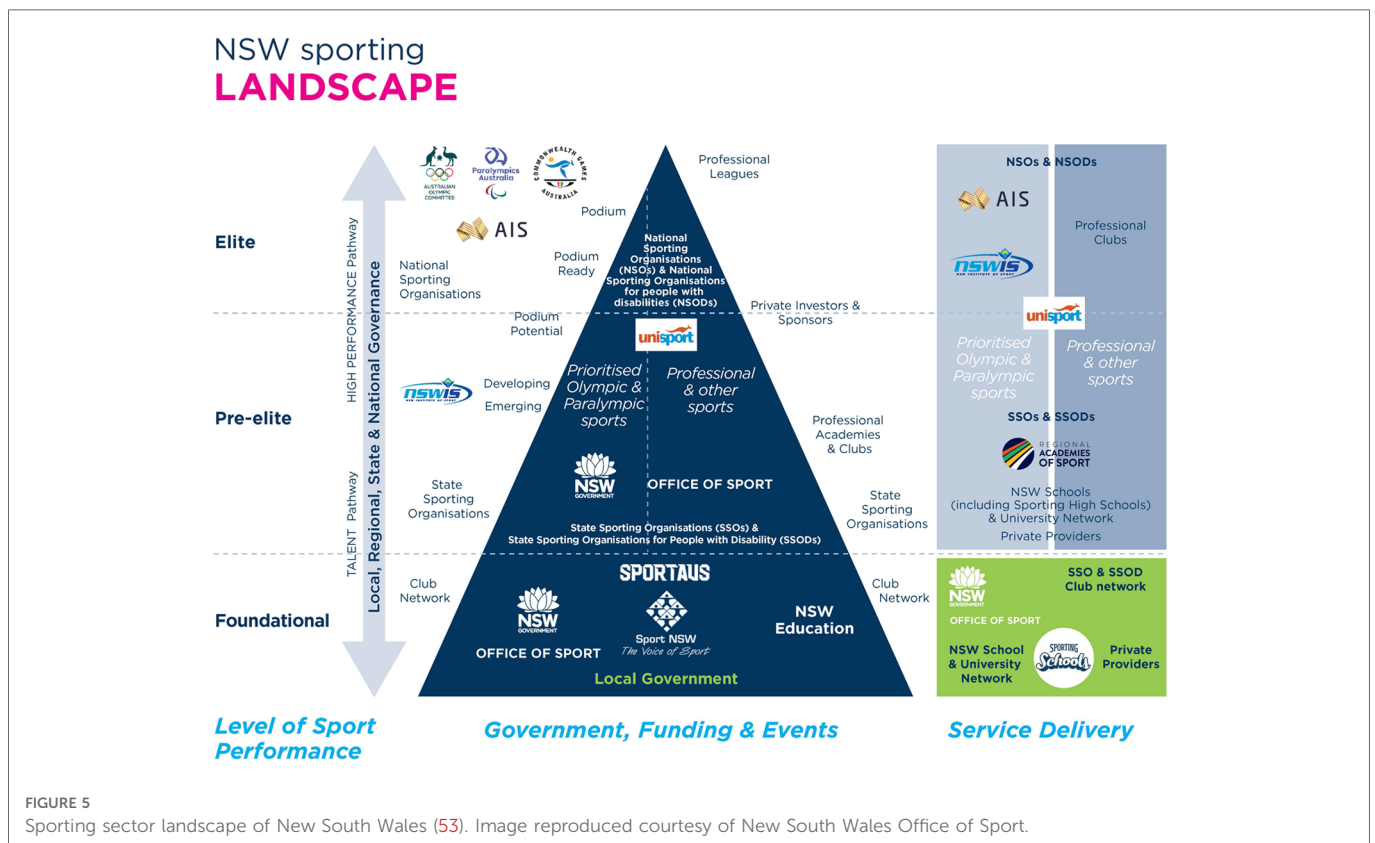 NSW sporting
LANDSCAPE
Elite
Pre-elite
Foundational
HIGH PERFORMANCE Pathway
TALENT Pathway
Local, Regional, State & National Governance
AUSTRALIAN
OLYMPIC
COMMITTEE
Paralympics
Australia
COMMONWEALTH GAMES
AUSTRALIA
AIS
National
Sporting
Organisations
Podium
Podium
Ready
Podium
Potential
nswis
NEW SOUTH WALES INSTITUTE OF SPORT
Developing
Emerging
State
Sporting
Organisations
Club
Network
National
Sporting
Organisations
(NSOs) & National
Sporting Organisations
for people with
disabilities (NSODs)
unisport
Prioritised
Olympic &
Paralympic
sports
Professional
& other
sports
NSW
GOVERNMENT
OFFICE OF SPORT
State Sporting Organisations (SSOs) &
State Sporting Organisations for People with Disability (SSODs)
SPORTAUS
NSW
GOVERNMENT
OFFICE OF SPORT
Sport NSW
The Voice of Sport
NSW
Education
Local Government
Professional
Leagues
Private Investors &
Sponsors
Professional
Academies
& Clubs
State
Sporting
Organisations
Club
Network
NSOs & NSODs
AIS
nswis
Professional
Clubs
unisport
Prioritised
Olympic &
Paralympic
sports
Professional
& other
sports
SSOs & SSODs
REGIONAL
ACADEMIES
OF SPORT
NSW Schools
(including Sporting High Schools)
& University Network
Private Providers
NSW
GOVERNMENT
OFFICE OF SPORT
SSO & SSOD
Club network
NSW School
& University
Network
SPORTING
Schools
Private
Providers
Level of Sport
Performance
Government, Funding & Events
Service Delivery
FIGURE 5
Sporting sector landscape of New South Wales (53). Image reproduced courtesy of New South Wales Office of Sport.